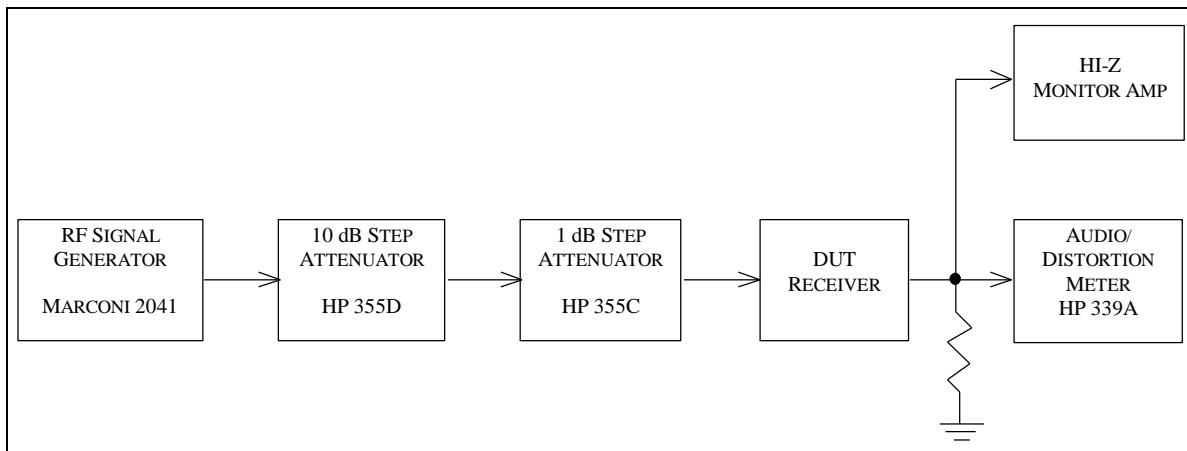 HI-Z
MONITOR AMP
RF SIGNAL
GENERATOR
MARCONI 2041
10 dB STEP
ATTENUATOR
HP 355D
1 dB STEP
ATTENUATOR
HP 355C
DUT
RECEIVER
AUDIO/
DISTORTION
METER
HP 339A